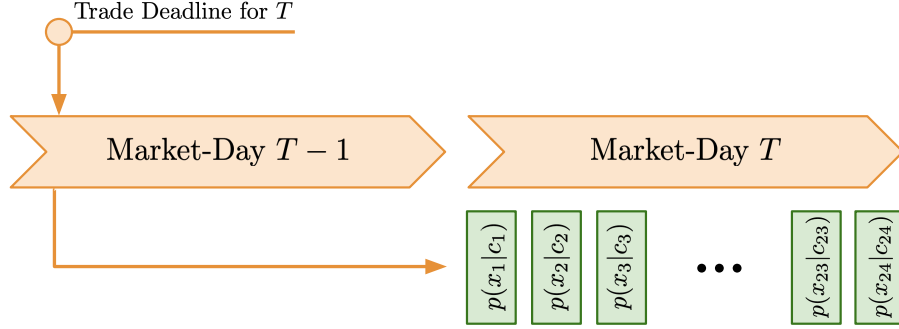 Trade Deadline for T
Market-Day T − 1
Market-Day T
p(x₁|c₁)
p(x₂|c₂)
p(x₃|c₃)
•••
p(x₂₃|c₂₃)
p(x₂₄|c₂₄)